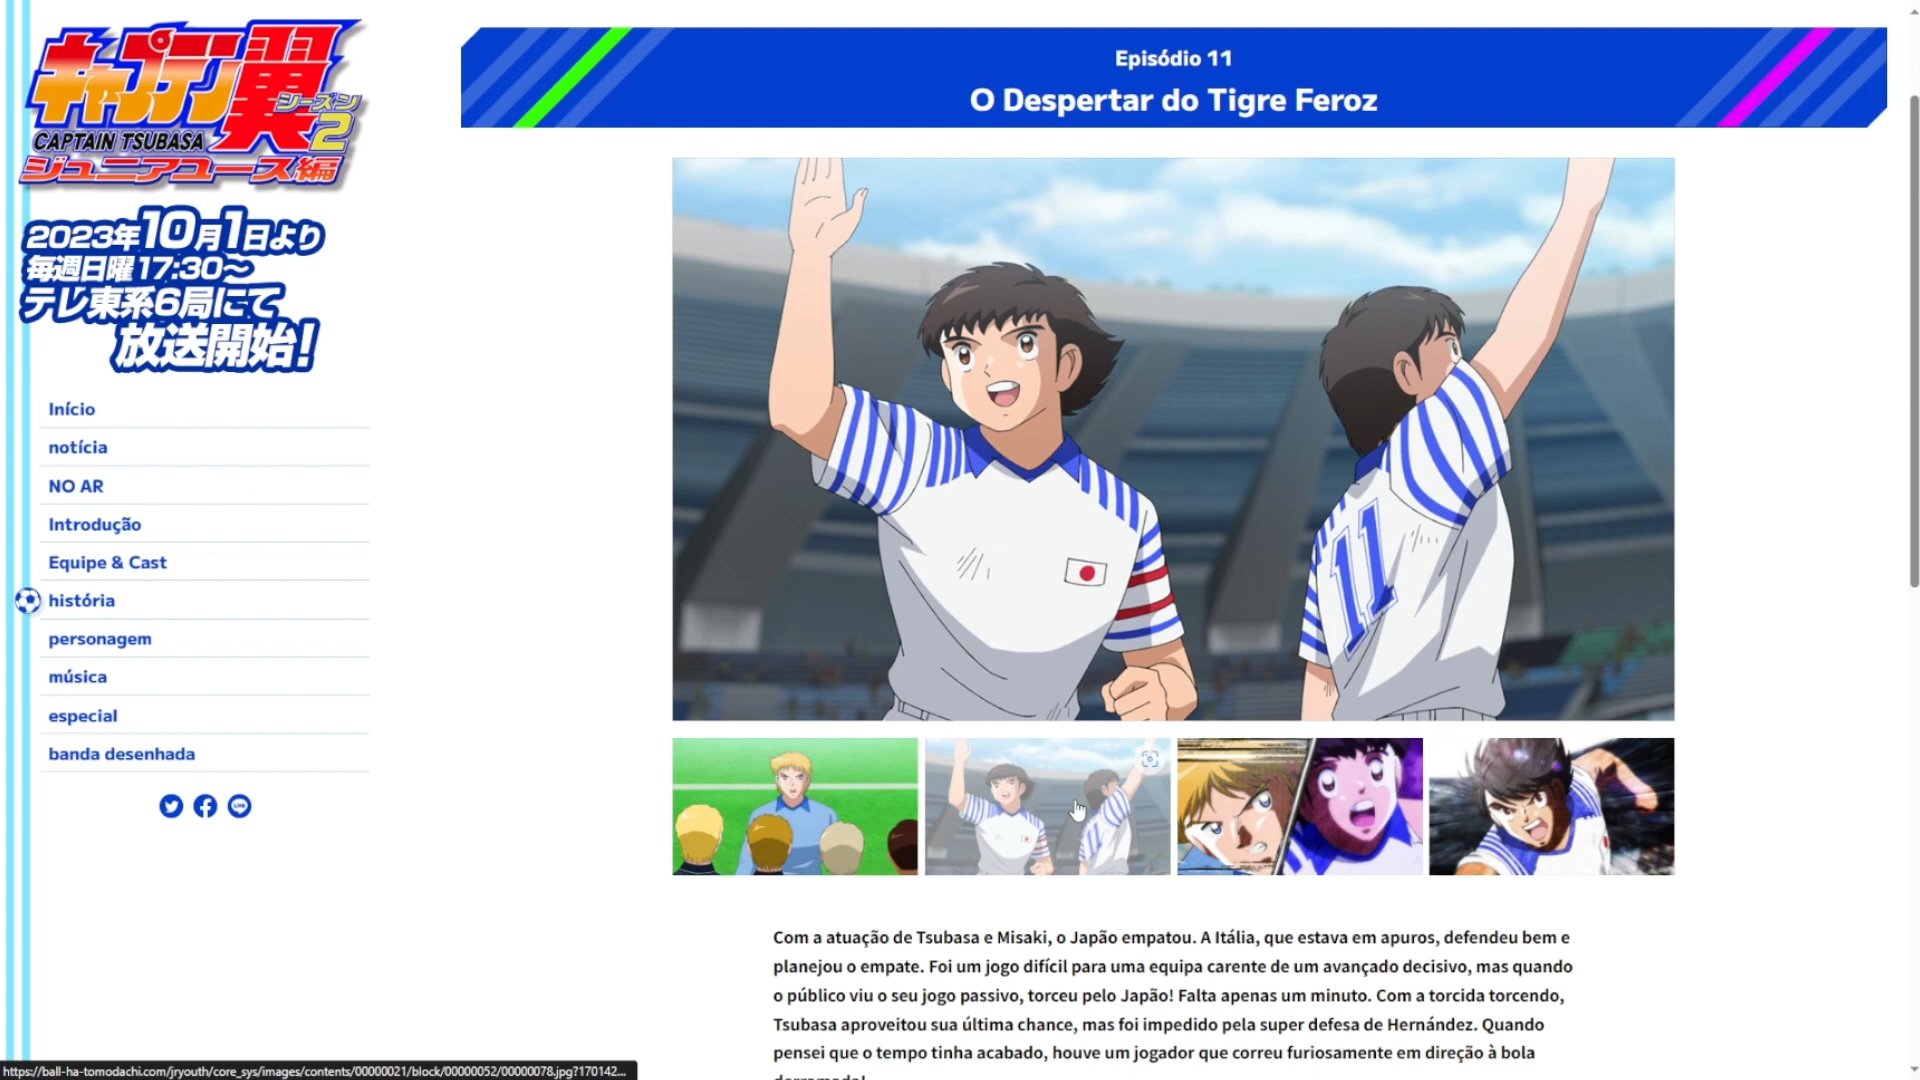 キャプテン翼
シーズン2
CAPTAIN TSUBASA
ジュニアユース編
2023年10月1日より
毎週日曜17:30～
テレ東系6局にて
放送開始!
Início
notícia
NO AR
Introdução
Equipe & Cast
história
personagem
música
especial
banda desenhada
Episódio 11
O Despertar do Tigre Feroz
11
Com a atuação de Tsubasa e Misaki, o Japão empatou. A Itália, que estava em apuros, defendeu bem e
planejou o empate. Foi um jogo difícil para uma equipa carente de um avançado decisivo, mas quando
o público viu o seu jogo passivo, torceu pelo Japão! Falta apenas um minuto. Com a torcida torcendo,
Tsubasa aproveitou sua última chance, mas foi impedido pela super defesa de Hernández. Quando
pensei que o tempo tinha acabado, houve um jogador que correu furiosamente em direção à bola
https://ball-ha-tomodachi.com/jryouth/core_sys/images/contents/00000021/block/00000052/00000078.jpg?170142...